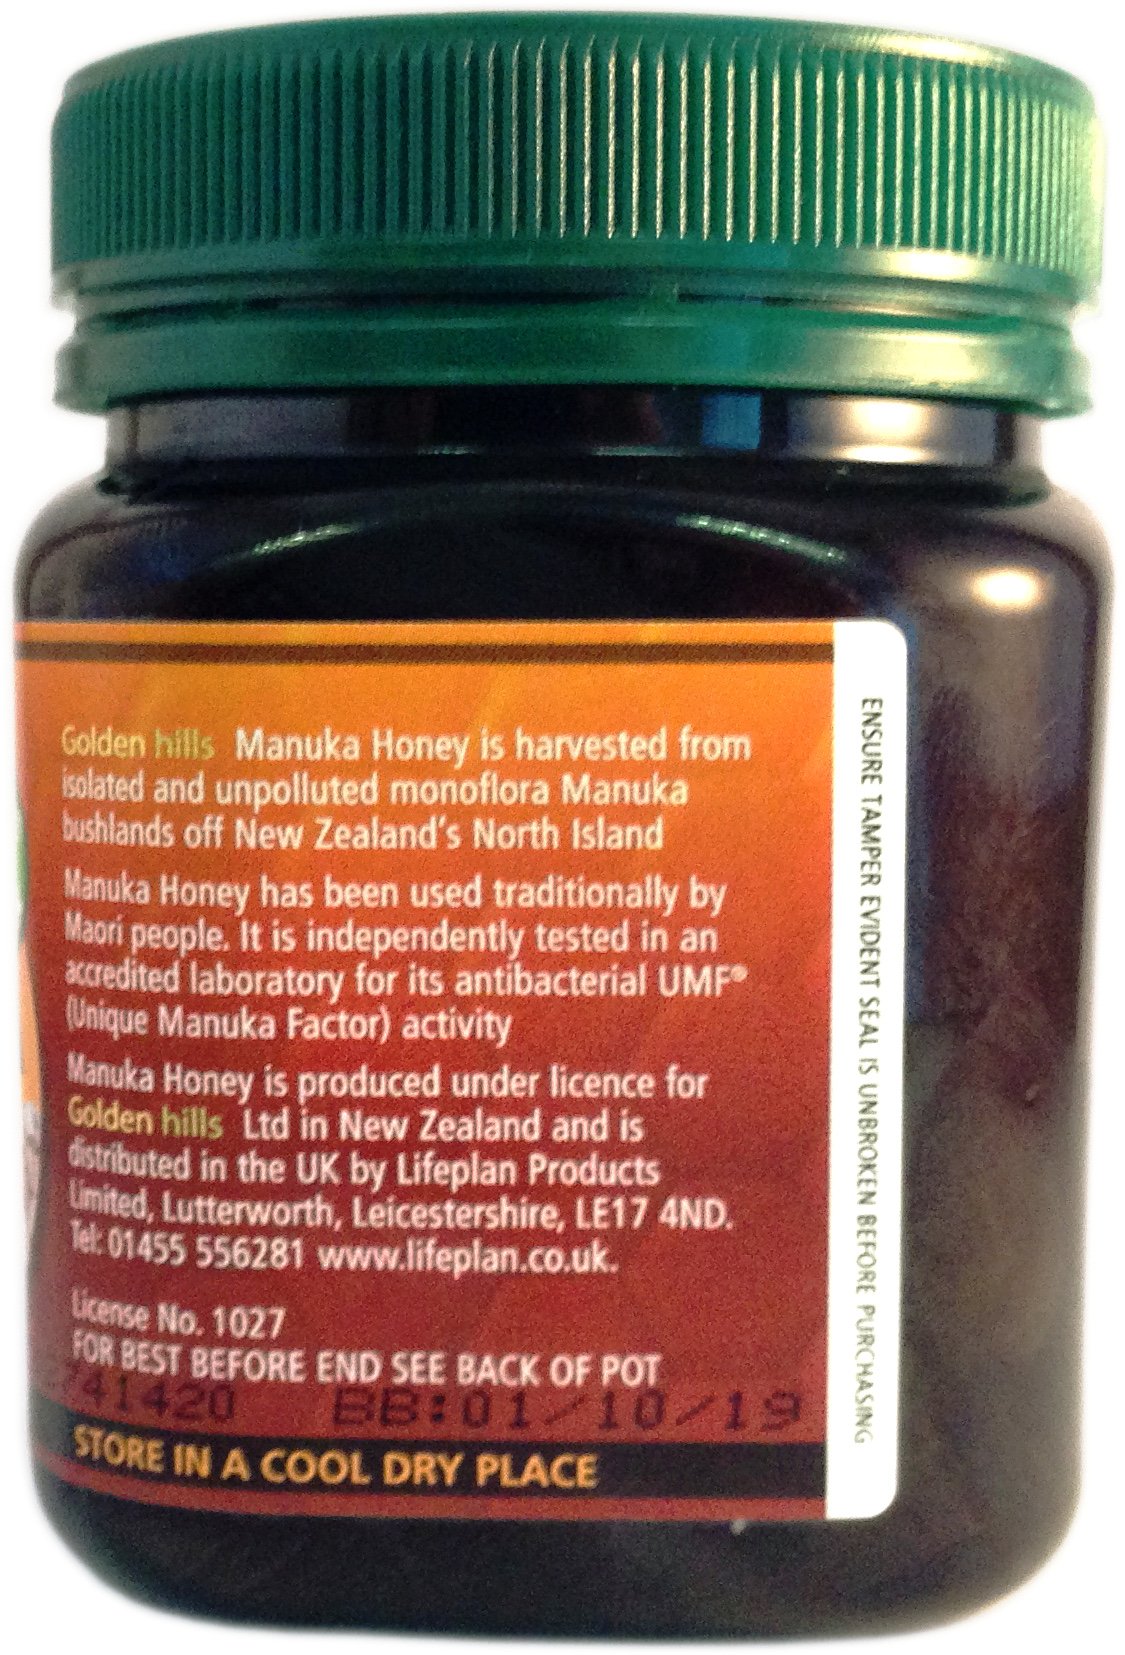 Golden hills Manuka Honey is harvested from
isolated and unpolluted monoflora Manuka
bushlands off New Zealand's North Island
Manuka Honey has been used traditionally by
Maori people. It is independently tested in an
accredited laboratory for its antibacterial UMF®
(Unique Manuka Factor) activity
Manuka Honey is produced under licence for
Golden hills Ltd in New Zealand and is
distributed in the UK by Lifeplan Products
Limited, Lutterworth, Leicestershire, LE17 4ND.
Tel: 01455 556281 www.lifeplan.co.uk.
License No. 1027
FOR BEST BEFORE END SEE BACK OF POT
741420 BB:01/10/19
STORE IN A COOL DRY PLACE
ENSURE TAMPER EVIDENT SEAL IS UNBROKEN BEFORE PURCHASING